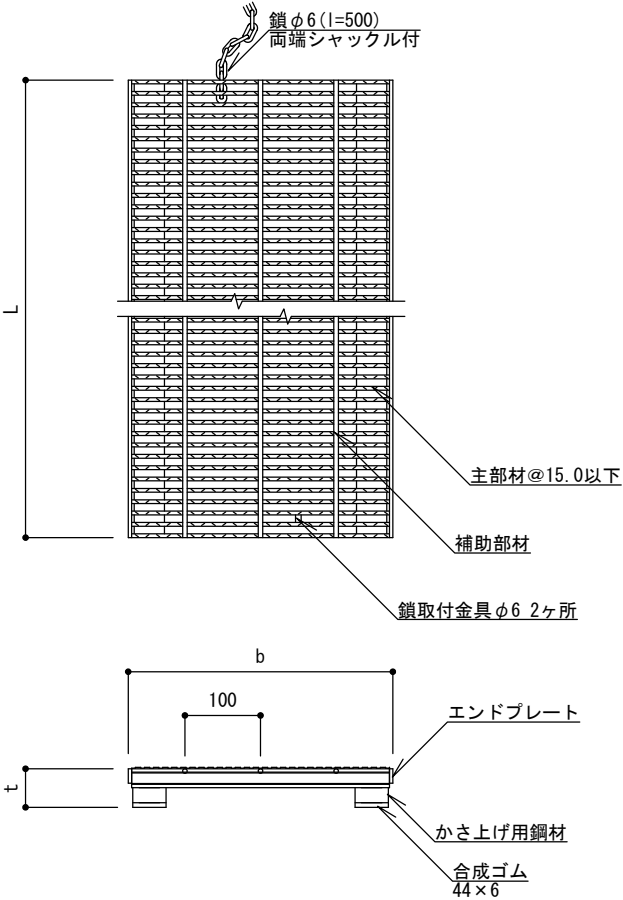 鎖φ6(l=500)
両端シャックル付
L
主部材@15.0以下
補助部材
鎖取付金具φ6 2ヶ所
b
100
エンドプレート
t
かさ上げ用鋼材
合成ゴム
44×6